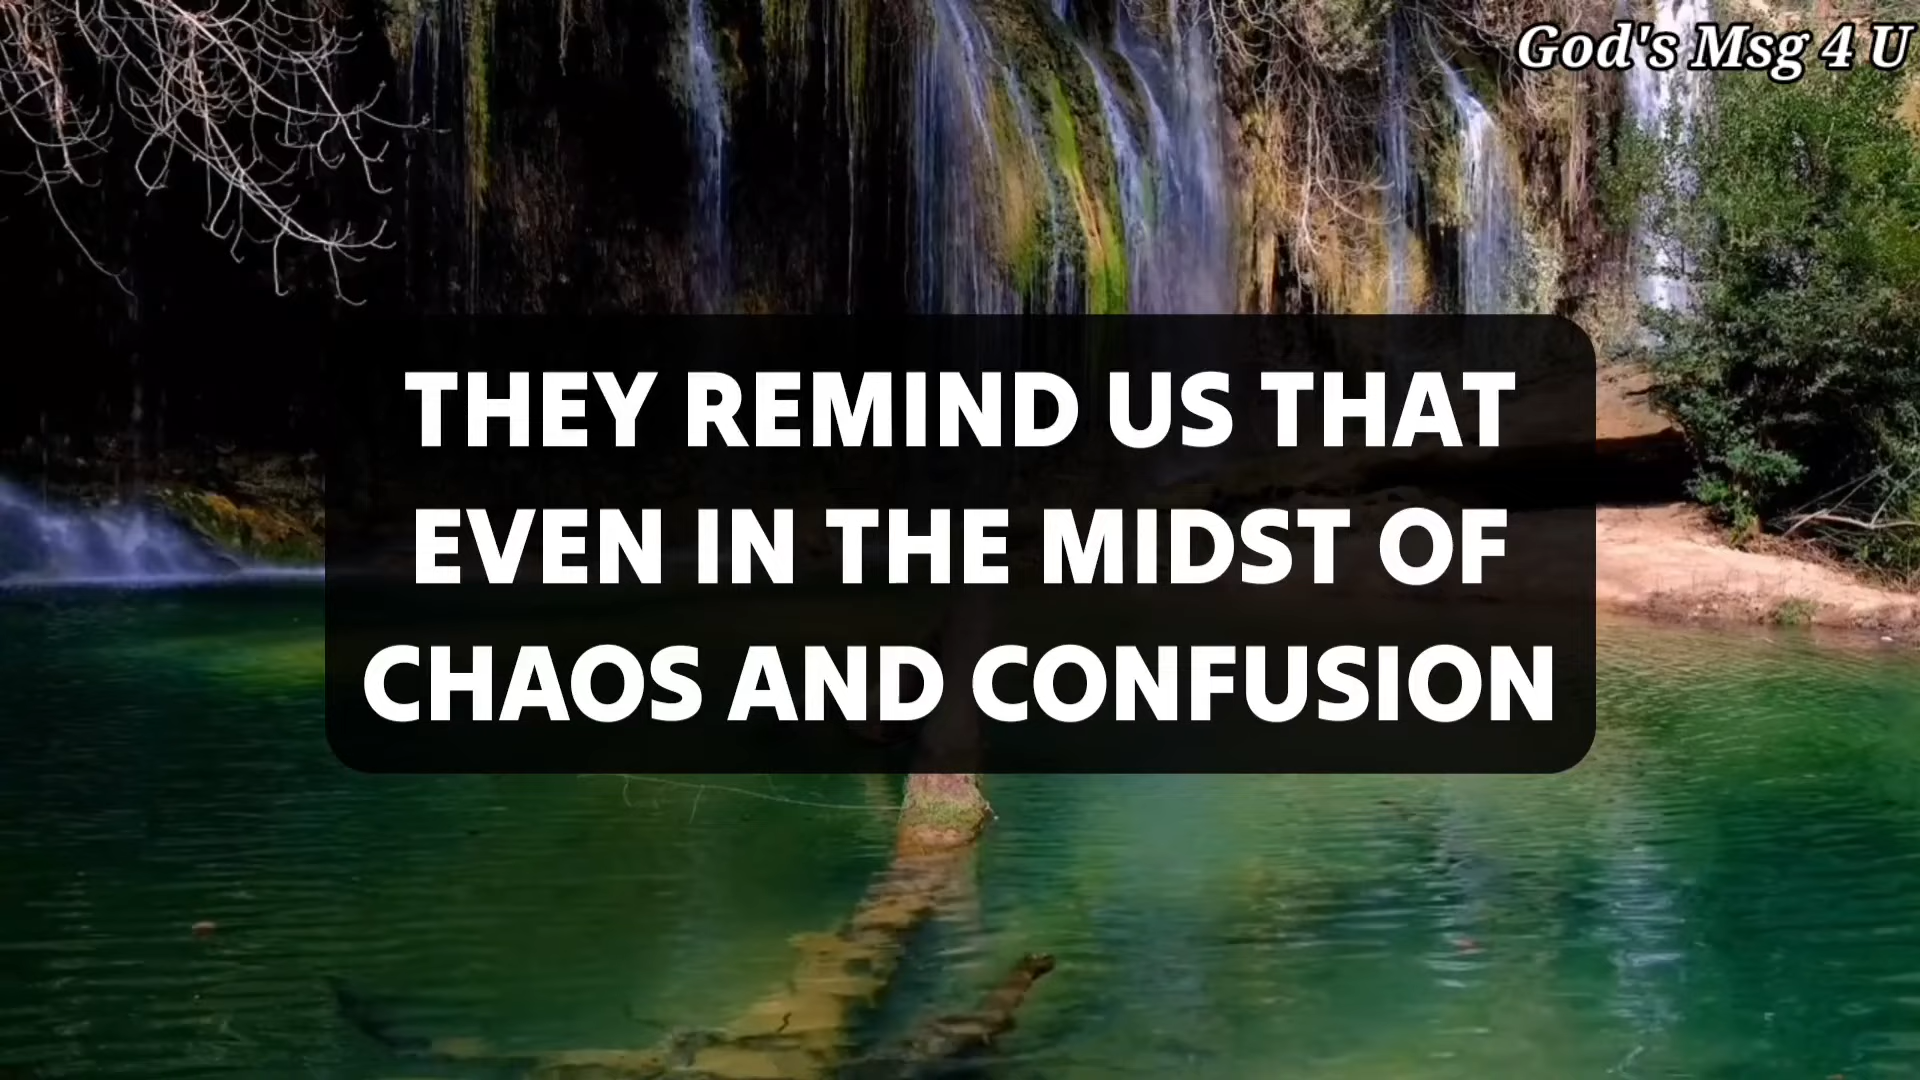 God's Msg 4 U
THEY REMIND US THAT
EVEN IN THE MIDST OF
CHAOS AND CONFUSION